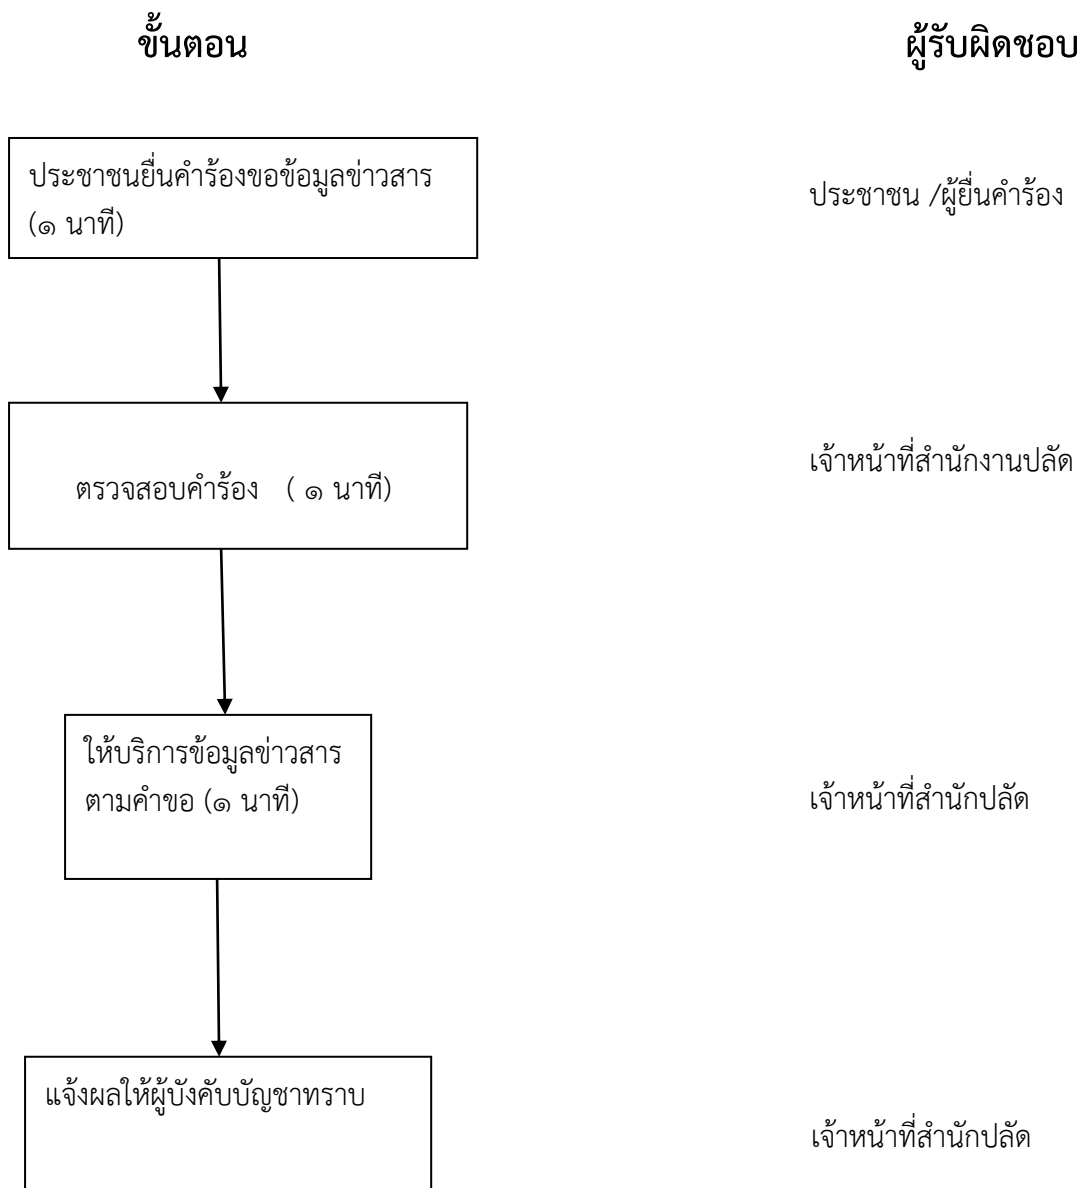 ขั้นตอน
ผู้รับผิดชอบ
ประชาชนยื่นคำร้องขอข้อมูลข่าวสาร
(๑ นาที)
ประชาชน /ผู้ยื่นคำร้อง
ตรวจสอบคำร้อง ( ๑ นาที)
เจ้าหน้าที่สำนักงานปลัด
ให้บริการข้อมูลข่าวสาร
ตามคำขอ (๑ นาที)
เจ้าหน้าที่สำนักปลัด
แจ้งผลให้ผู้บังคับบัญชาทราบ
เจ้าหน้าที่สำนักปลัด